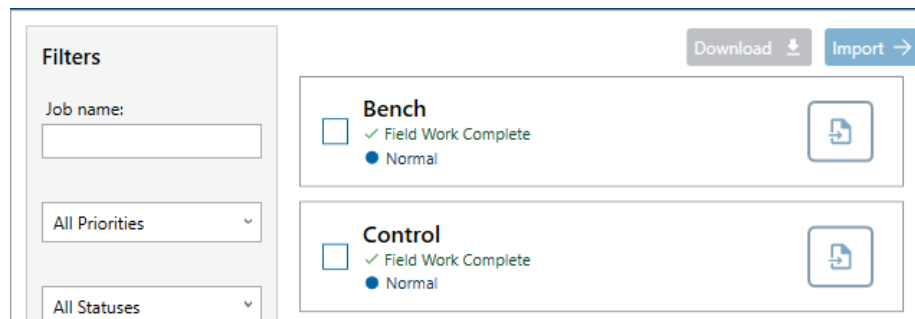 Filters
Job name:
All Priorities
All Statuses
Download
Import
Bench
Field Work Complete
Normal
Control
Field Work Complete
Normal